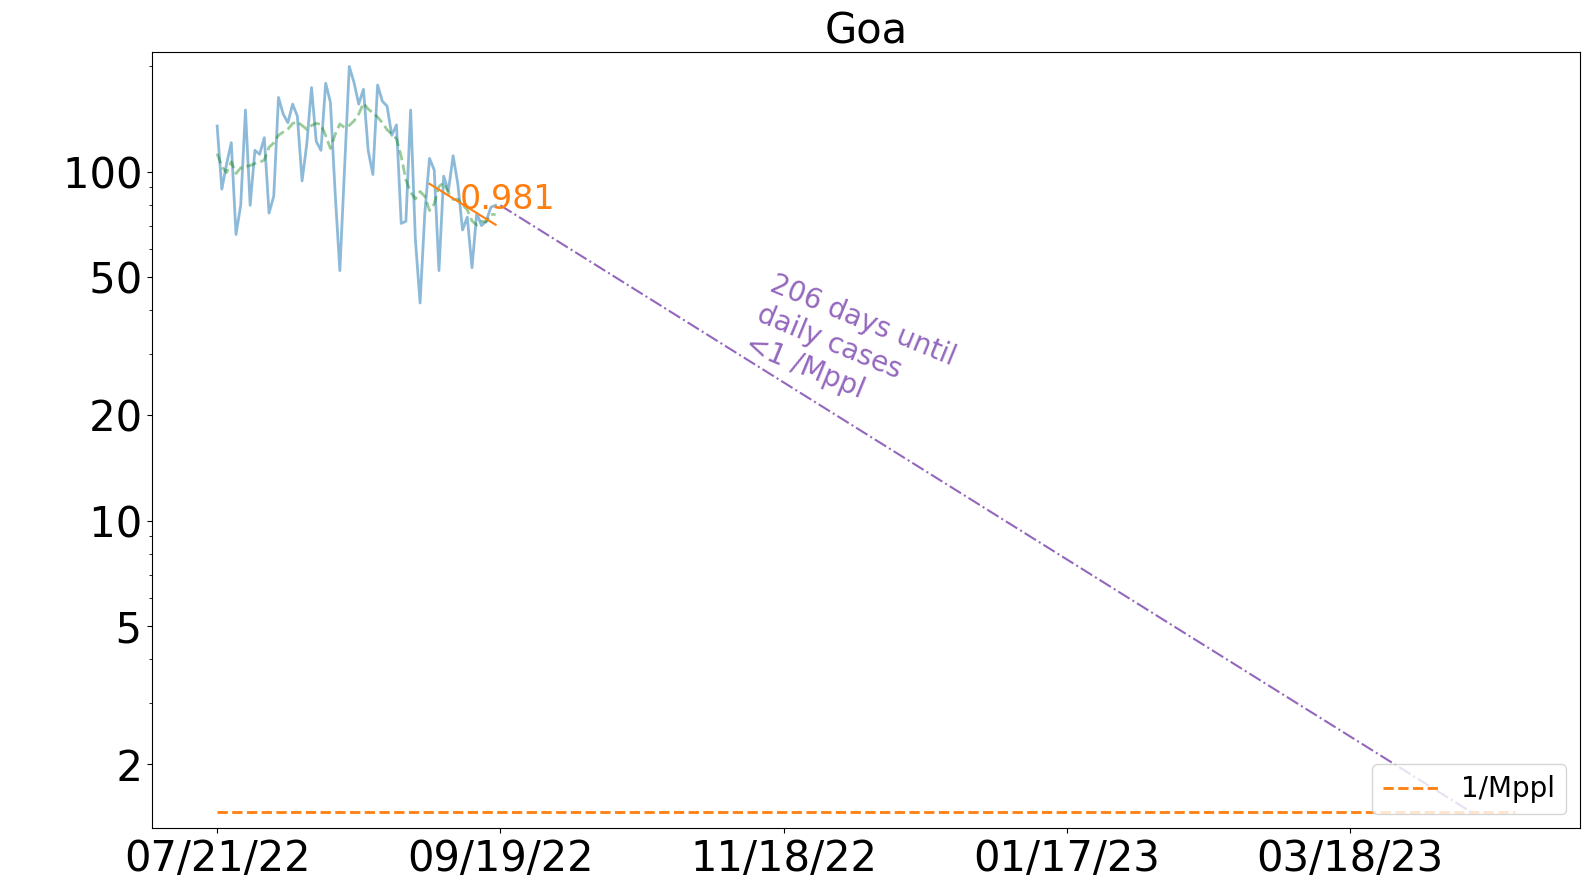 Goa
100
50
20
10
5
2
0.981
206 days until
daily cases
<1 /Mppl
1/Mppl
07/21/22
09/19/22
11/18/22
01/17/23
03/18/23